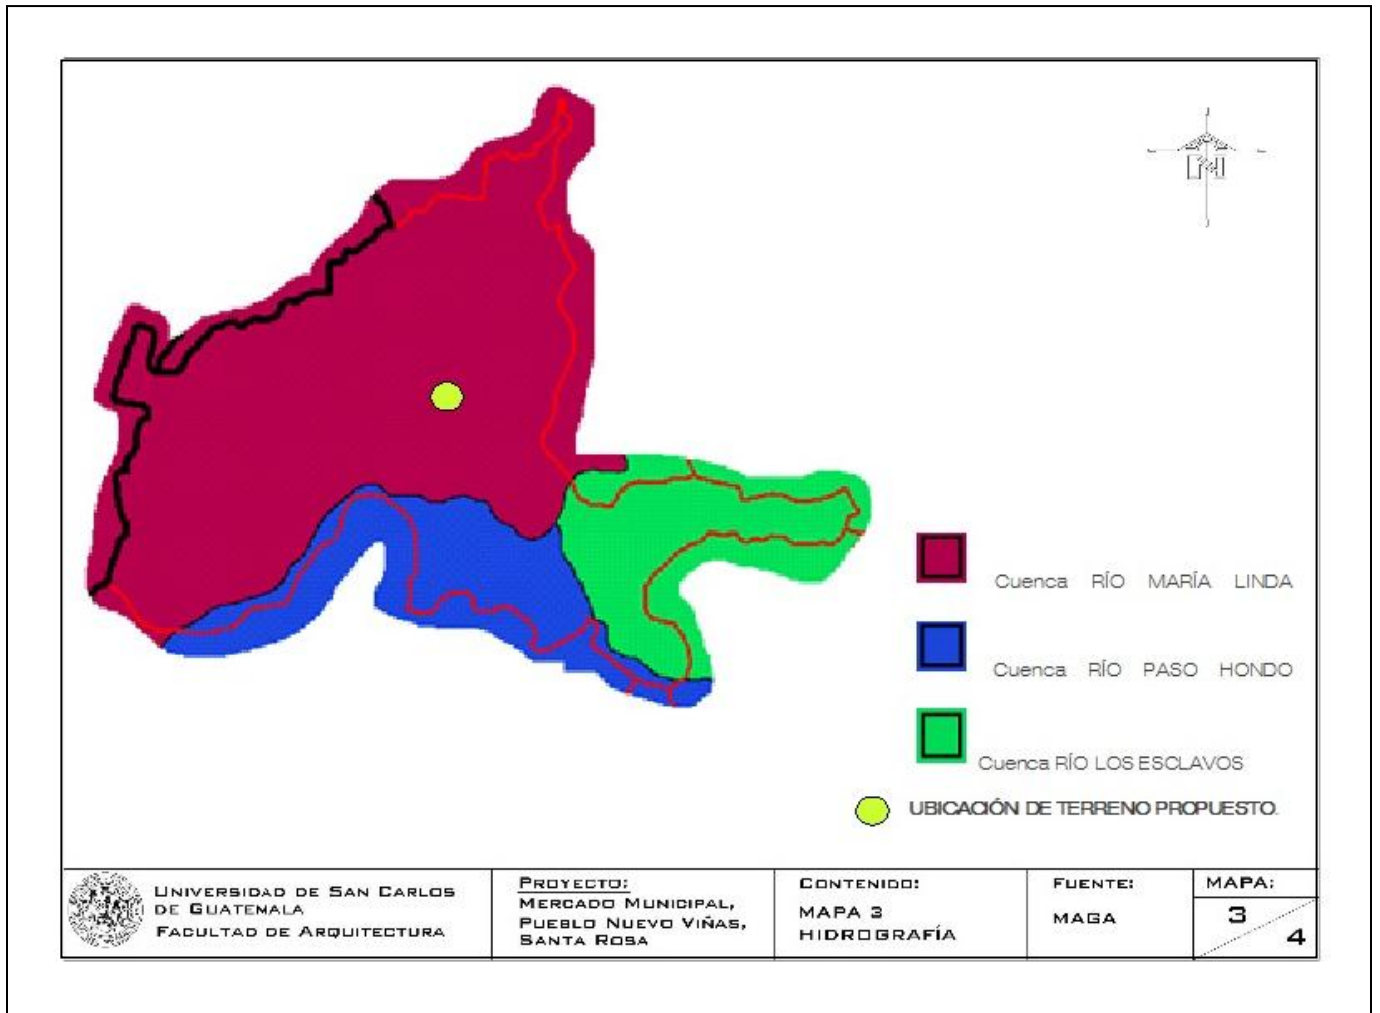 N
Cuenca RÍO MARÍA LINDA
Cuenca RÍO PASO HONDO
Cuenca RÍO LOS ESCLAVOS
UBICACIÓN DE TERRENO PROPUESTO.
UNIVERSIDAD DE SAN CARLOS
DE GUATEMALA
FACULTAD DE ARQUITECTURA
PROYECTO:
MERCADO MUNICIPAL,
PUEBLO NUEVO VIÑAS,
SANTA ROSA
CONTENIDO:
MAPA 3
HIDROGRAFÍA
FUENTE:
MAGA
MAPA:
3
4